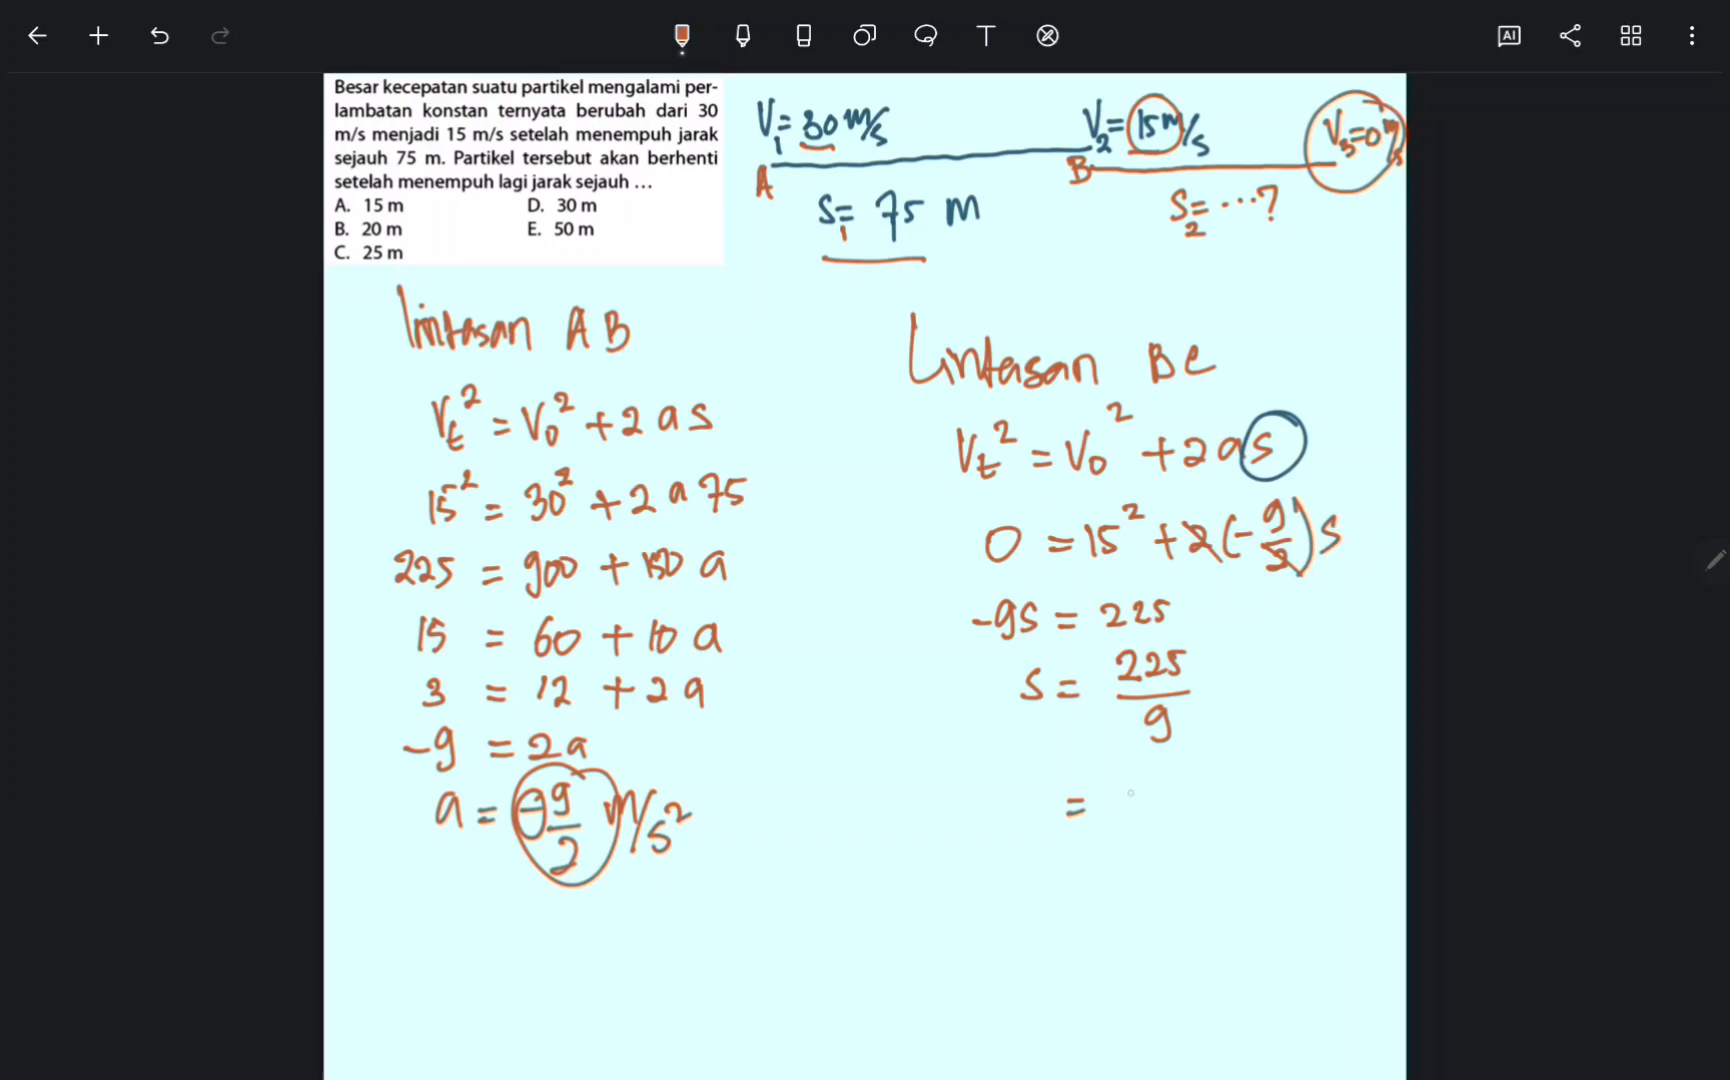 AI
Besar kecepatan suatu partikel mengalami per-
lambatan konstan ternyata berubah dari 30
m/s menjadi 15 m/s setelah menempuh jarak
sejauh 75 m. Partikel tersebut akan berhenti
setelah menempuh lagi jarak sejauh ...
A. 15 m
B. 20 m
C. 25 m
D. 30 m
E. 50 m
V₁ = 30 m/s
V₂ = 15 m/s
V₃ = 0 m/s
A
B
S₁ = 75 m
S₂ = ...?
lintasan AB
Vt² = V0² + 2 a s
15² = 30² + 2 a 75
225 = 900 + 150 a
15 = 60 + 10 a
3 = 12 + 2 a
-9 = 2a
a = -9/2 m/s²
Lintasan BC
Vt² = V0² + 2as
0 = 15² + 2(-9/2)s
-9s = 225
s = 225/9
=